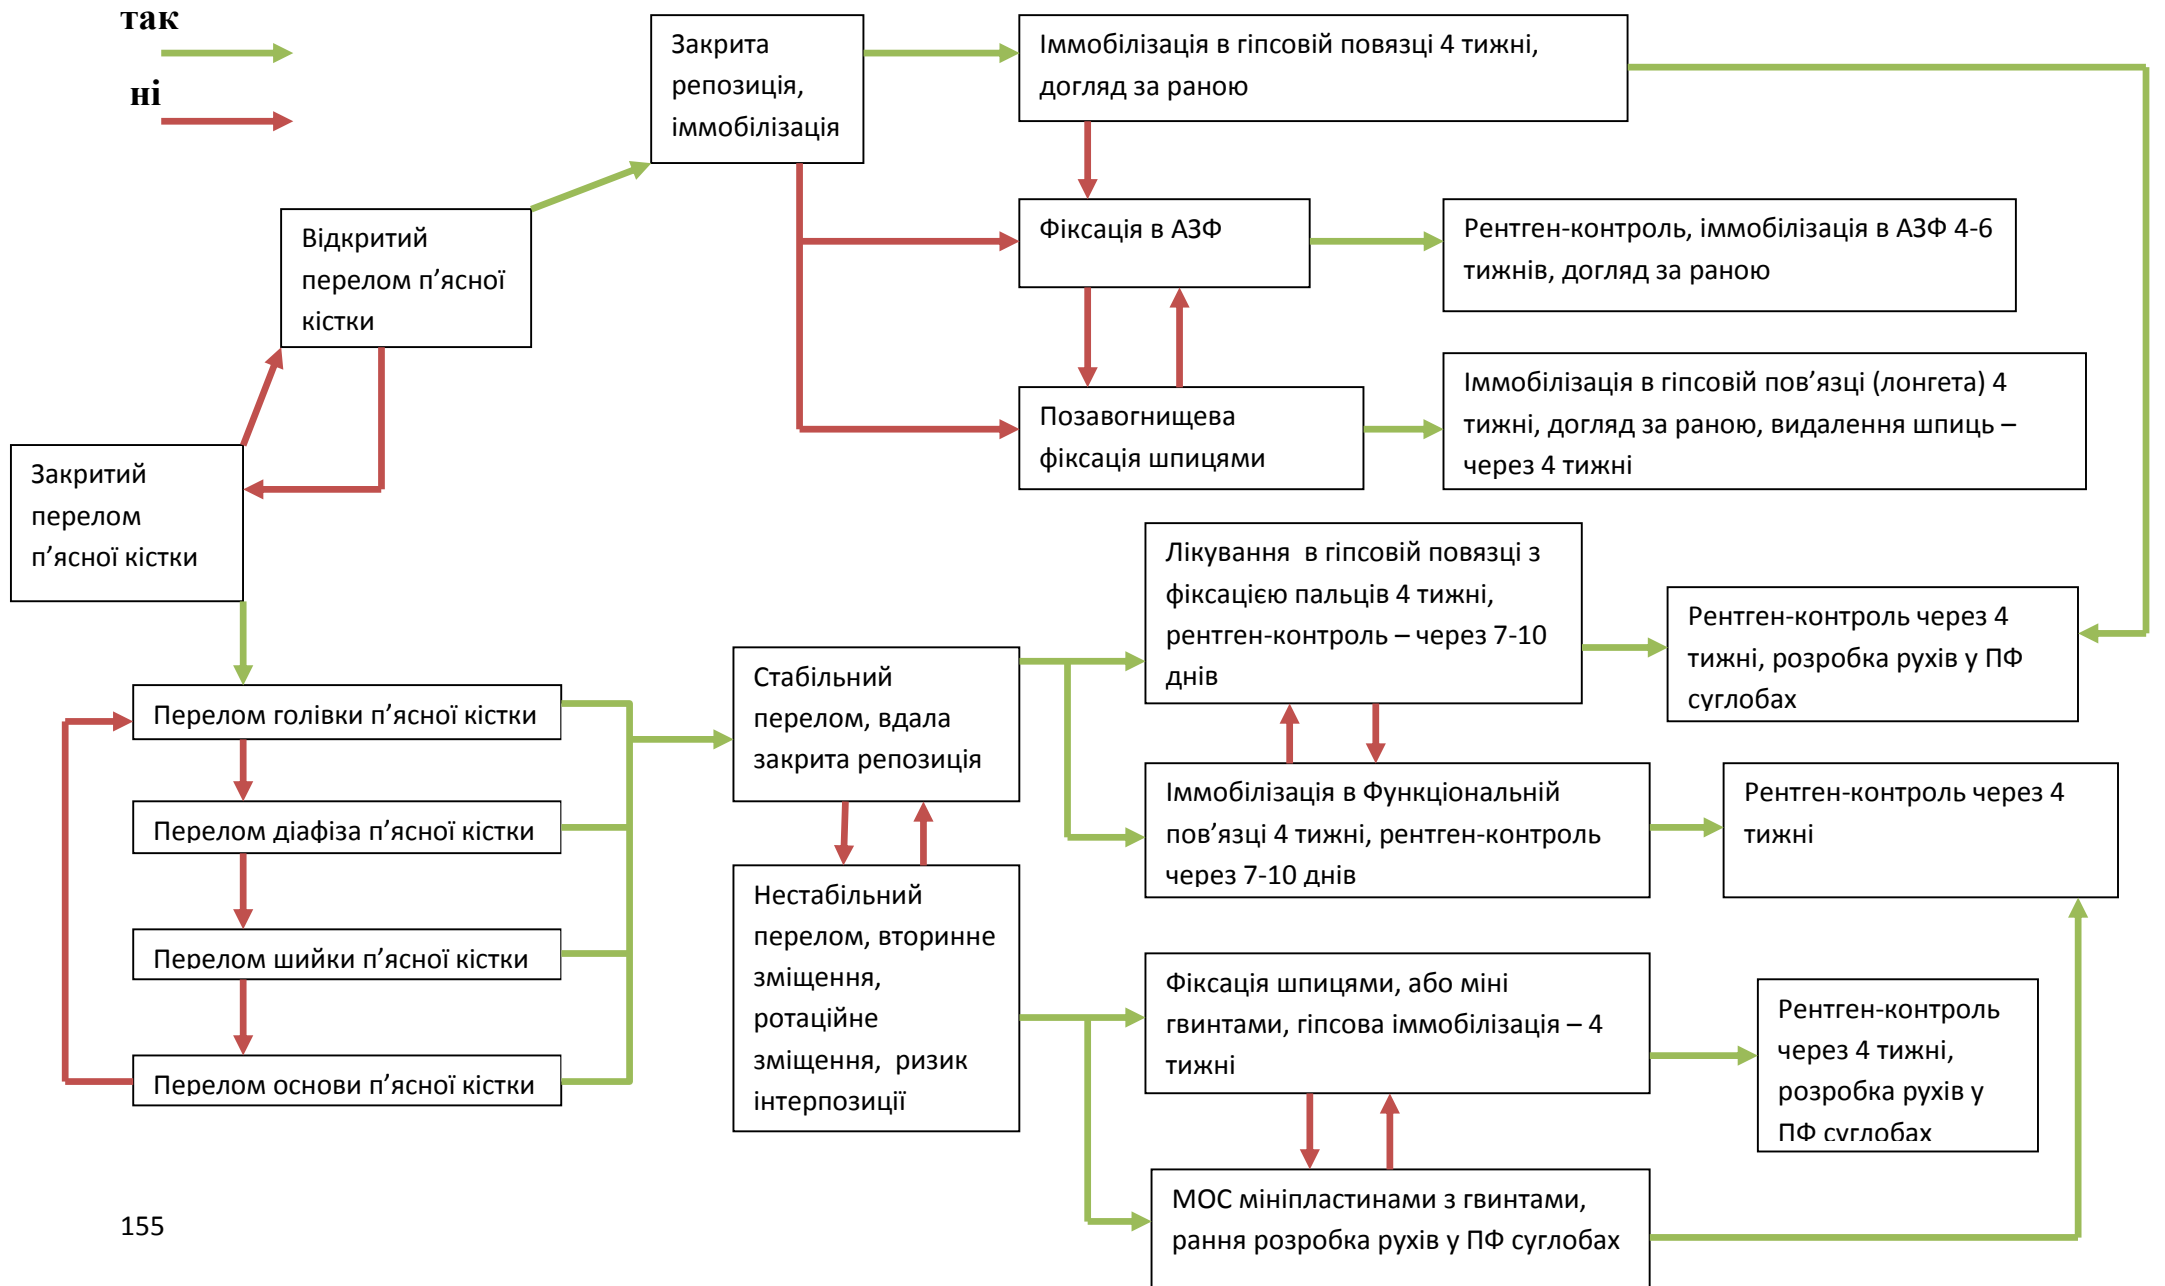 так
ні
Закрита
репозиція,
іммобілізація
Іммобілізація в гіпсовій повязці 4 тижні,
догляд за раною
Відкритий
перелом п’ясної
кістки
Фіксація в АЗФ
Рентген-контроль, іммобілізація в АЗФ 4-6
тижнів, догляд за раною
Позавогнищева
фіксація шпицями
Іммобілізація в гіпсовій пов’язці (лонгета) 4
тижні, догляд за раною, видалення шпиць –
через 4 тижні
Закритий
перелом
п’ясної кістки
Перелом голівки п’ясної кістки
Перелом діафіза п’ясної кістки
Перелом шийки п’ясної кістки
Перелом основи п’ясної кістки
Стабільний
перелом, вдала
закрита репозиція
Нестабільний
перелом, вторинне
зміщення,
ротаційне
зміщення, ризик
інтерпозиції
Лікування в гіпсовій повязці з
фіксацією пальців 4 тижні,
рентген-контроль – через 7-10
днів
Рентген-контроль через 4
тижні, розробка рухів у ПФ
суглобах
Іммобілізація в Функціональній
пов’язці 4 тижні, рентген-контроль
через 7-10 днів
Рентген-контроль через 4
тижні
Фіксація шпицями, або міні
гвинтами, гіпсова іммобілізація – 4
тижні
Рентген-контроль
через 4 тижні,
розробка рухів у
ПФ суглобах
МОС мініпластинами з гвинтами,
рання розробка рухів у ПФ суглобах
155